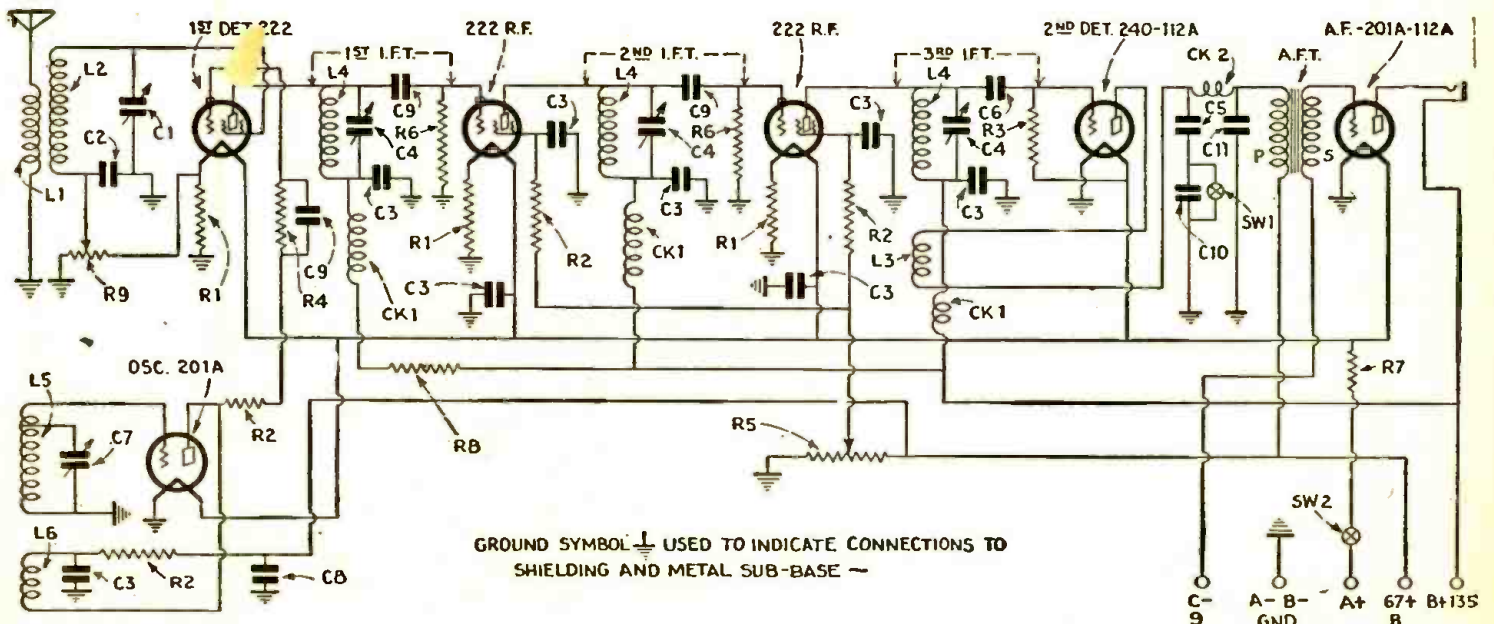 1ST DET. 222
222 R.F.
222 R.F.
2ND DET. 240-112A
A.F.-201A-112A
1ST I.F.T.
2ND I.F.T.
3RD I.F.T.
CK 2
A.F.T.
L2
L4
L4
L4
C1
C2
C9
C3
C9
C3
C6
C5
R6
R6
R3
C4
C4
C4
C11
P
S
L1
C3
C3
C3
SW1
R1
R2
CK1
R1
R2
C10
L3
R9
R1
R4
C9
CK1
C3
C3
CK1
OSC. 201A
R7
L5
R2
R8
R5
C7
SW2
L6
C3
R2
C8
GROUND SYMBOL USED TO INDICATE CONNECTIONS TO
SHIELDING AND METAL SUB-BASE ~
C-
9
A- B-
GND
A+
67+
B
B+135